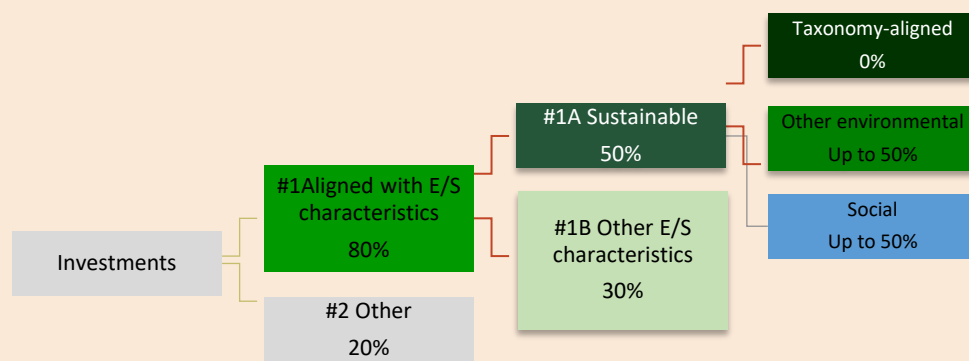 Investments
#1Aligned with E/S
characteristics
80%
#2 Other
20%
#1A Sustainable
50%
#1B Other E/S
characteristics
30%
Taxonomy-aligned
0%
Other environmental
Up to 50%
Social
Up to 50%